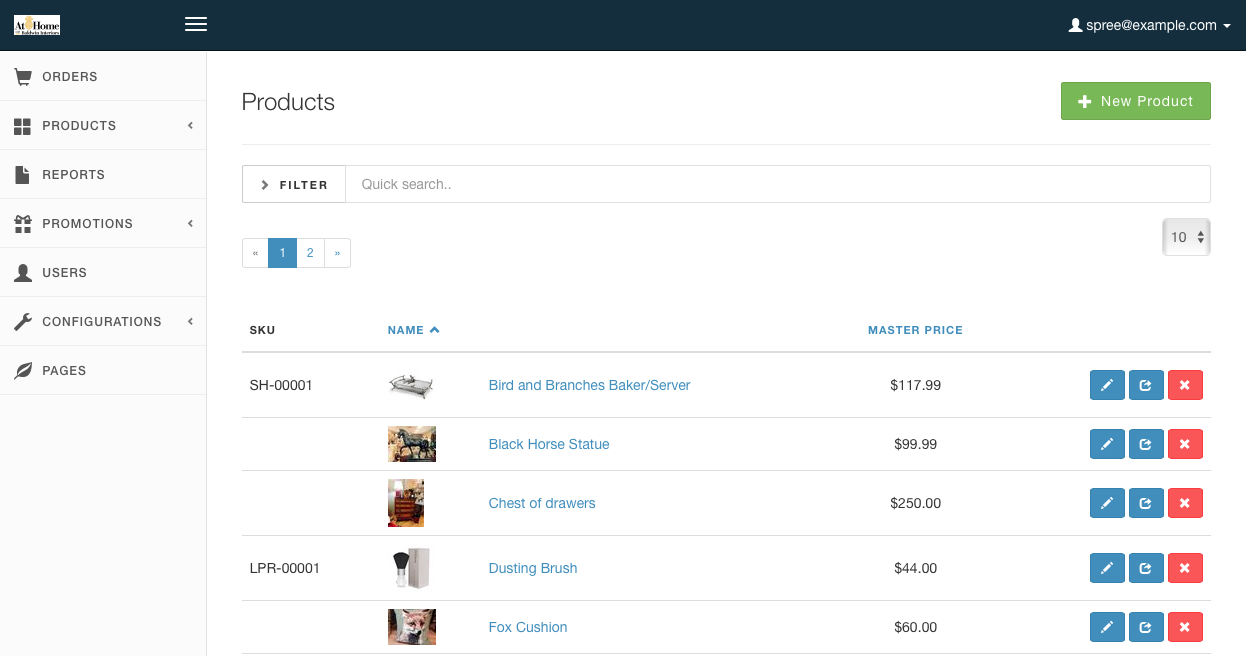 At Home
Baldwin Interiors
spree@example.com
ORDERS
PRODUCTS
REPORTS
PROMOTIONS
USERS
CONFIGURATIONS
PAGES
Products
+ New Product
FILTER
Quick search..
10
« 1 2 »
SKU NAME MASTER PRICE
SH-00001 Bird and Branches Baker/Server $117.99
Black Horse Statue $99.99
Chest of drawers $250.00
LPR-00001 Dusting Brush $44.00
Fox Cushion $60.00